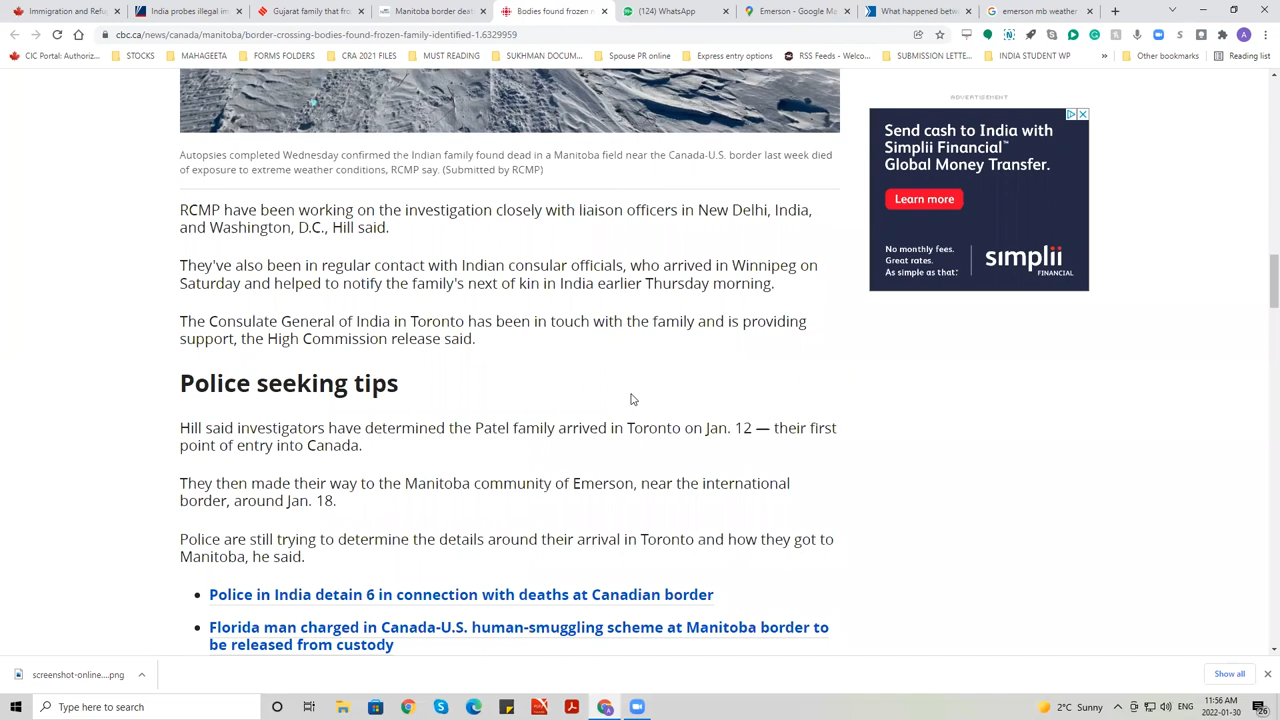 Immigration and Refu
India probes illegal im
Gujarat family that fro
Manitoba border deat
Bodies found frozen n
(124) WhatsApp
Emerson - Google Ma
What happened betw
emerson mb weather
cbc.ca/news/canada/manitoba/border-crossing-bodies-found-frozen-family-identified-1.6329959
CIC Portal: Authoriz...
STOCKS
MAHAGEETA
FORMS FOLDERS
CRA 2021 FILES
MUST READING
SUKHMAN DOCUM...
Spouse PR online
Express entry options
RSS Feeds - Welco...
SUBMISSION LETTE...
INDIA STUDENT WP
»
Other bookmarks
Reading list
ADVERTISEMENT
Send cash to India with
Simplii Financial™
Global Money Transfer.
Learn more
No monthly fees.
Great rates.
As simple as that.
simplii
FINANCIAL
Autopsies completed Wednesday confirmed the Indian family found dead in a Manitoba field near the Canada-U.S. border last week died
of exposure to extreme weather conditions, RCMP say. (Submitted by RCMP)
RCMP have been working on the investigation closely with liaison officers in New Delhi, India,
and Washington, D.C., Hill said.
They've also been in regular contact with Indian consular officials, who arrived in Winnipeg on
Saturday and helped to notify the family's next of kin in India earlier Thursday morning.
The Consulate General of India in Toronto has been in touch with the family and is providing
support, the High Commission release said.
Police seeking tips
Hill said investigators have determined the Patel family arrived in Toronto on Jan. 12 — their first
point of entry into Canada.
They then made their way to the Manitoba community of Emerson, near the international
border, around Jan. 18.
Police are still trying to determine the details around their arrival in Toronto and how they got to
Manitoba, he said.
Police in India detain 6 in connection with deaths at Canadian border
Florida man charged in Canada-U.S. human-smuggling scheme at Manitoba border to
be released from custody
screenshot-online....png
Show all
Type here to search
2°C Sunny
ENG
11:56 AM
2022-01-30